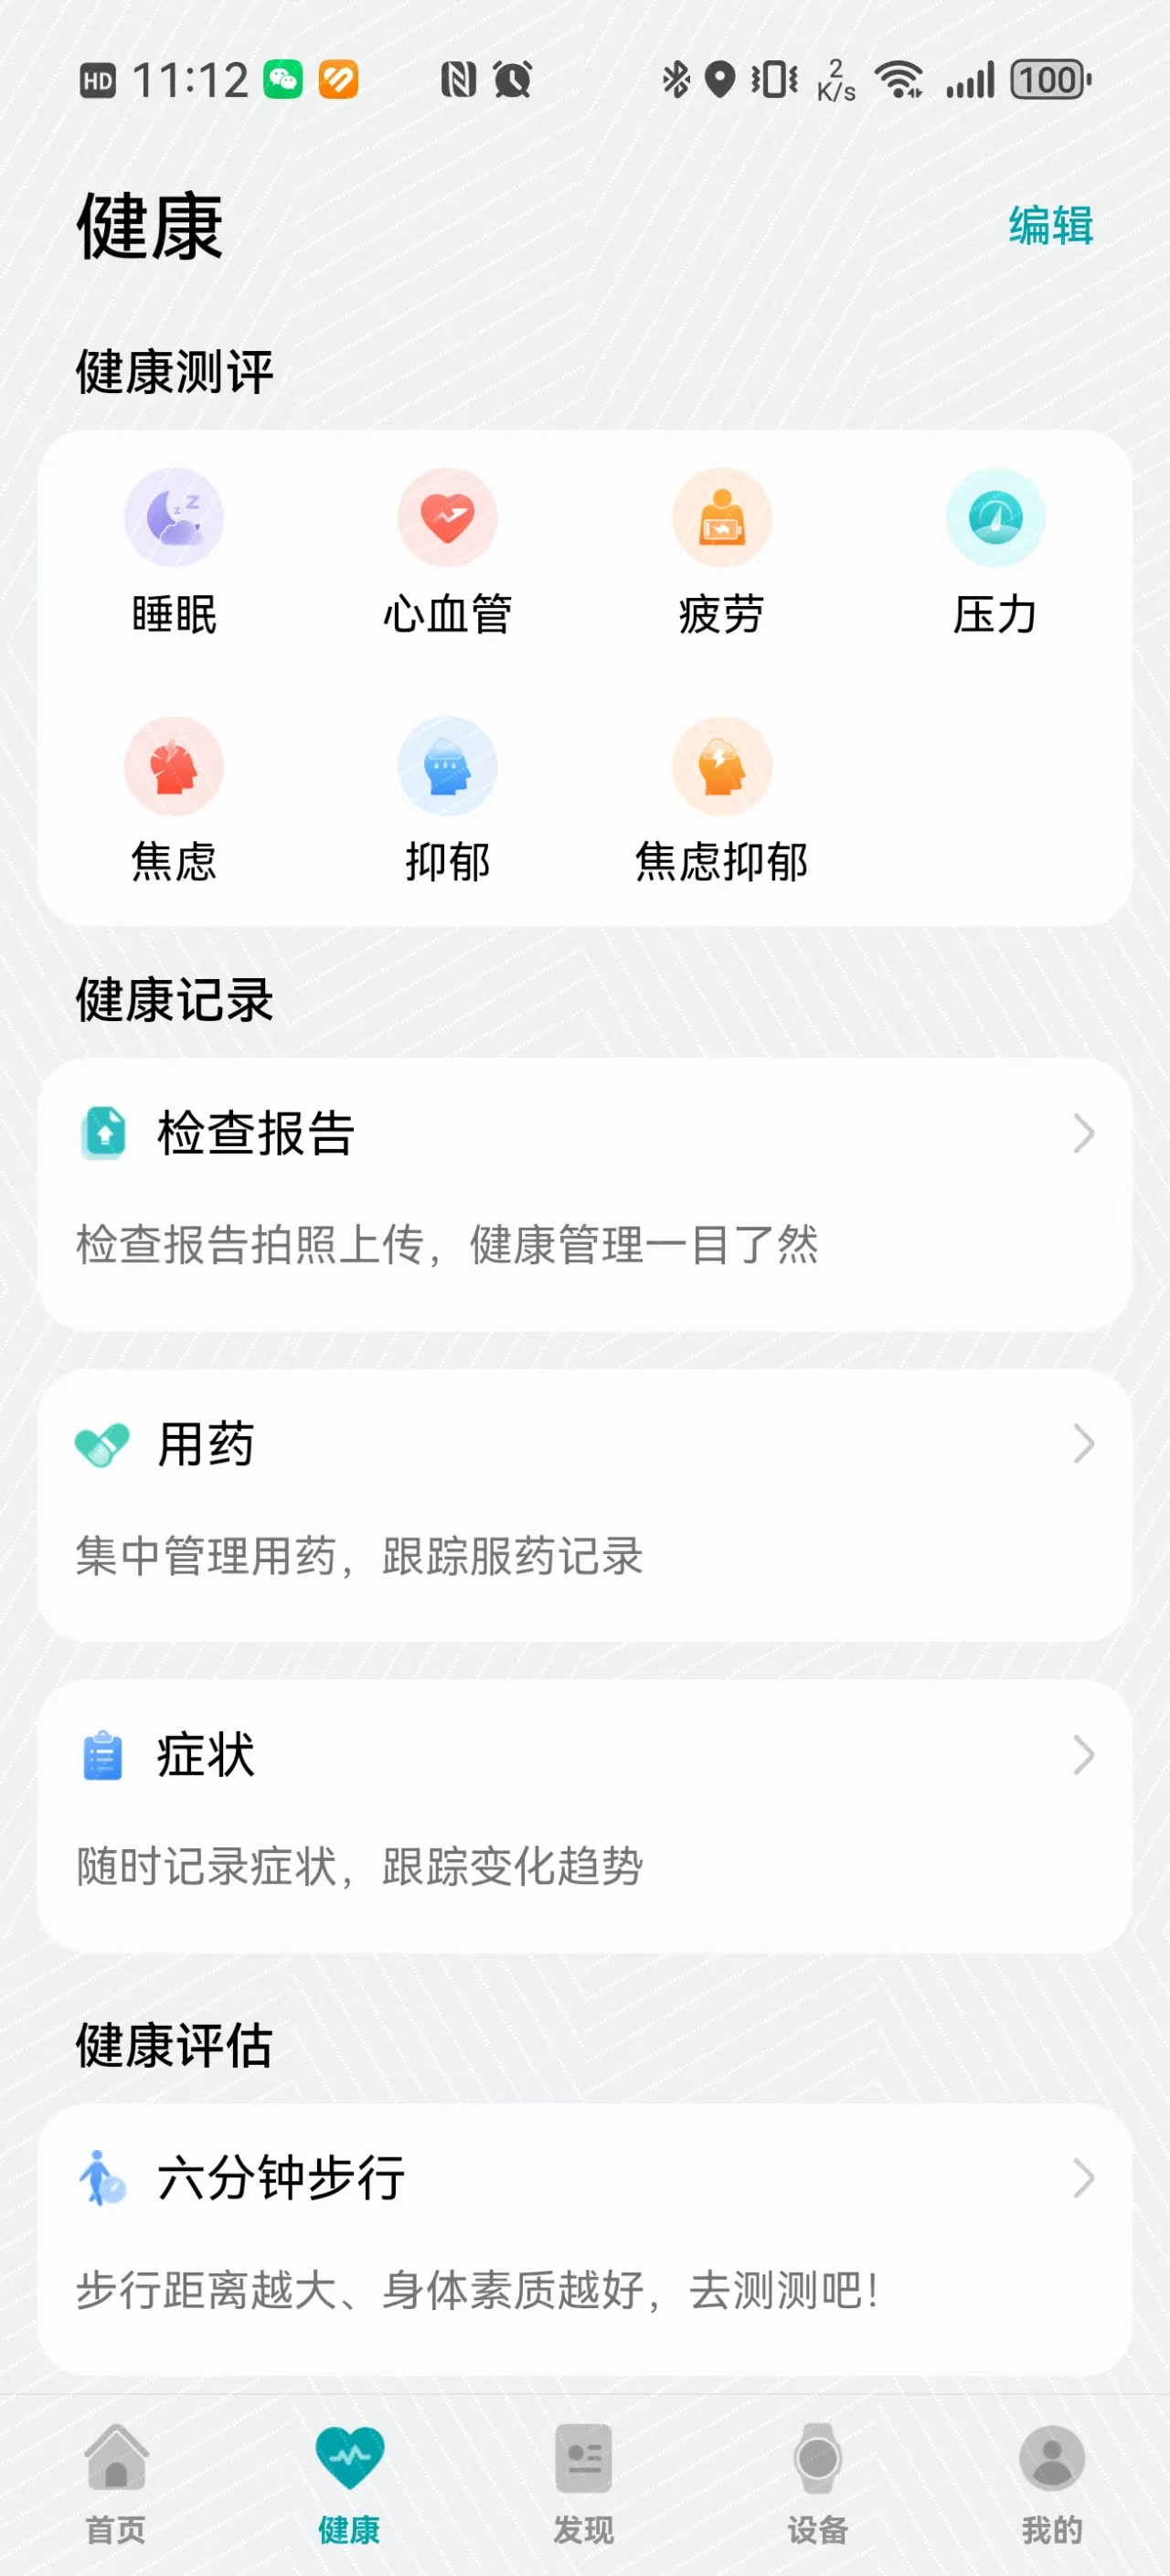 HD 11:12 2 K/s 100
健康 编辑
健康测评
睡眠 心血管 疲劳 压力
焦虑 抑郁 焦虑抑郁
健康记录
检查报告
检查报告拍照上传，健康管理一目了然
用药
集中管理用药，跟踪服药记录
症状
随时记录症状，跟踪变化趋势
健康评估
六分钟步行
步行距离越大、身体素质越好，去测测吧！
首页 健康 发现 设备 我的